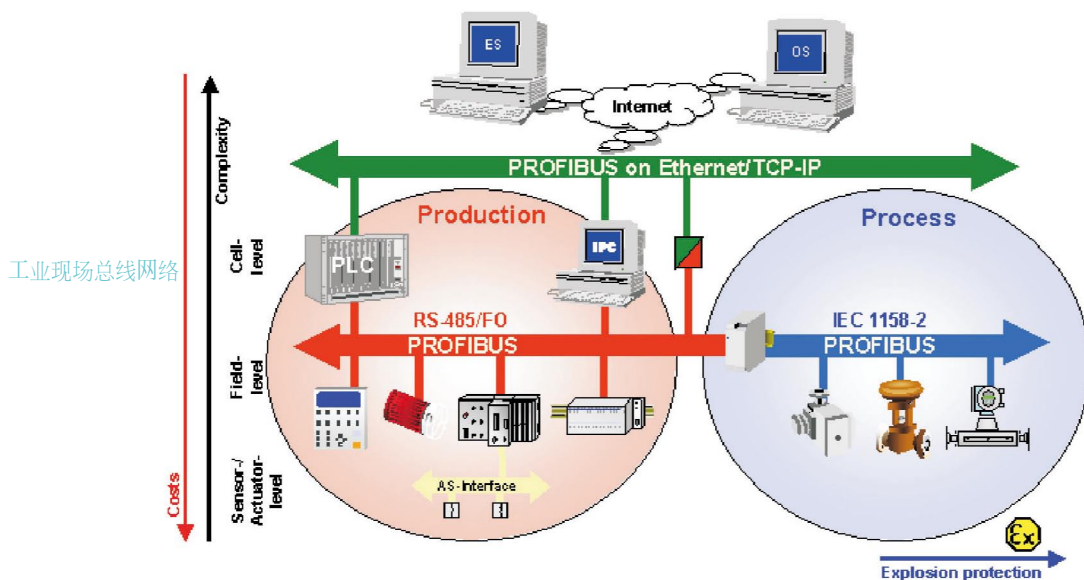 ES
OS
Internet
Complexity
PROFIBUS on Ethernet/TCP-IP
Production
Process
Cell-
level
PLC
IPC
工业现场总线网络
RS-485/FO
IEC 1158-2
PROFIBUS
PROFIBUS
Field-
level
AS-Interface
Sensor-/
Actuator-
level
Costs
Ex
Explosion protection